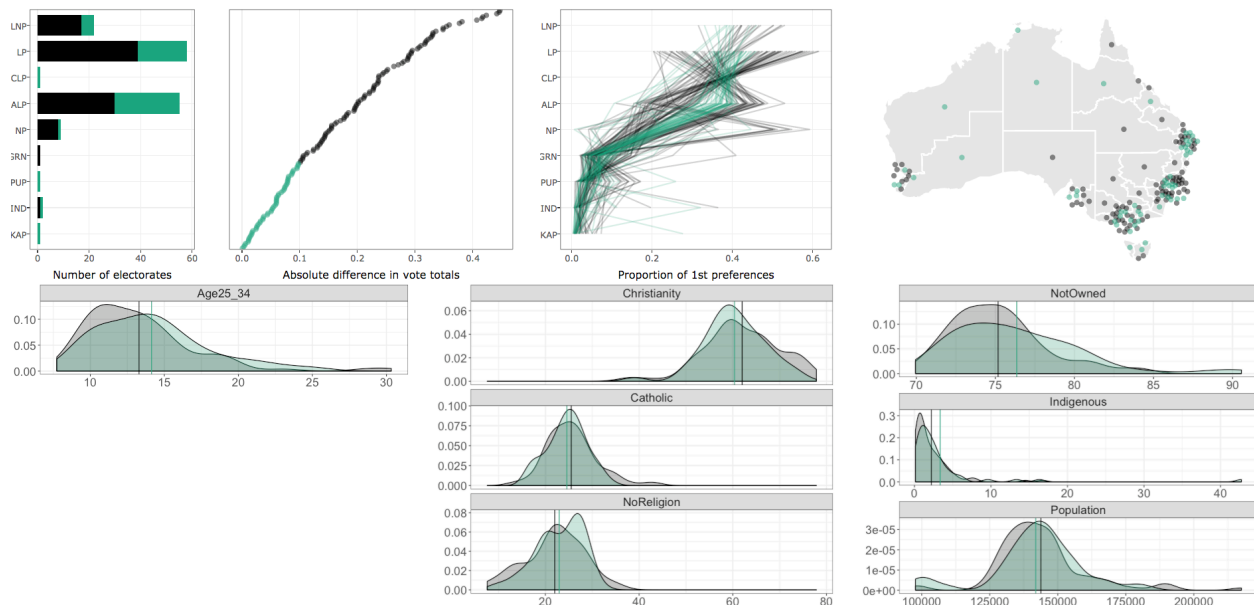 LNP
LP
CLP
ALP
NP
GRN
PUP
IND
KAP
0 20 40 60
Number of electorates
0.0 0.1 0.2 0.3 0.4
Absolute difference in vote totals
LNP
LP
CLP
ALP
NP
GRN
PUP
IND
KAP
0.0 0.2 0.4 0.6
Proportion of 1st preferences
Age25_34
0.10
0.05
0.00
10 15 20 25 30
Christianity
0.06
0.04
0.02
0.00
Catholic
0.100
0.075
0.050
0.025
0.000
NoReligion
0.08
0.06
0.04
0.02
0.00
20 40 60 80
NotOwned
0.10
0.05
0.00
70 75 80 85 90
Indigenous
0.3
0.2
0.1
0.0
0 10 20 30 40
Population
3e-05
2e-05
1e-05
0e+00
100000 125000 150000 175000 200000